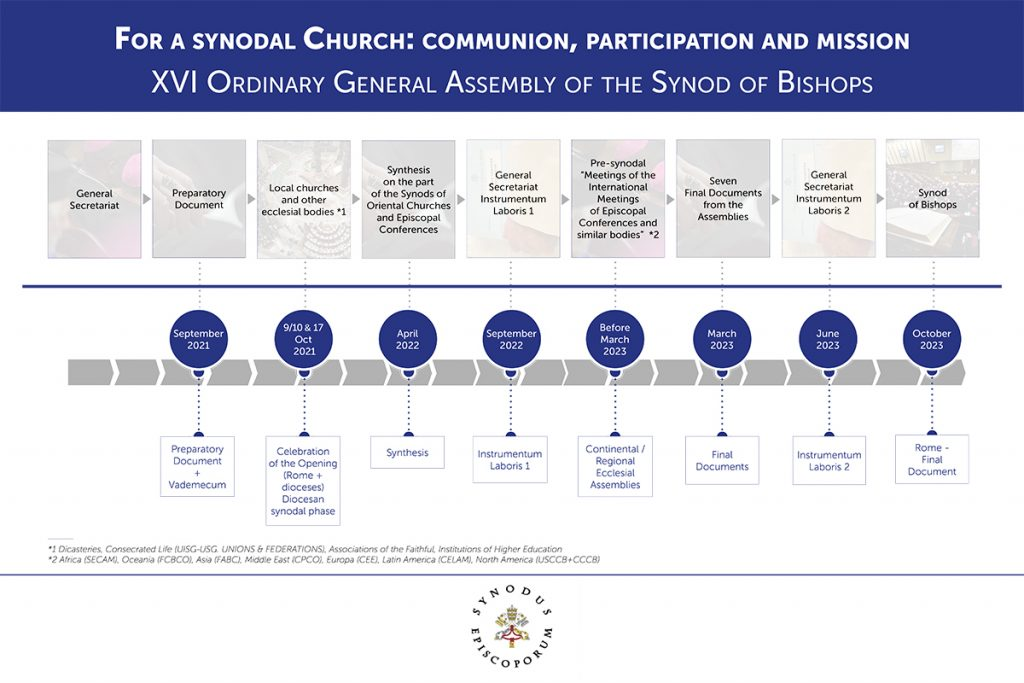 FOR A SYNODAL CHURCH: COMMUNION, PARTICIPATION AND MISSION
XVI ORDINARY GENERAL ASSEMBLY OF THE SYNOD OF BISHOPS
General
Secretariat
Preparatory
Document
Local churches
and other
ecclesial bodies *1
Synthesis
on the part
of the Synods of
Oriental Churches
and Episcopal
Conferences
General
Secretariat
Instrumentum
Laboris 1
Pre-synodal
"Meetings of the
International
Meetings
of Episcopal
Conferences and
similar bodies" *2
Seven
Final Documents
from the
Assemblies
General
Secretariat
Instrumentum
Laboris 2
Synod
of Bishops
September
2021
9/10 & 17
Oct
2021
April
2022
September
2022
Before
March
2023
March
2023
June
2023
October
2023
Preparatory
Document
+
Vademecum
Celebration
of the Opening
(Rome +
dioceses)
Diocesan
synodal phase
Synthesis
Instrumentum
Laboris 1
Continental /
Regional
Ecclesial
Assemblies
Final
Documents
Instrumentum
Laboris 2
Rome -
Final
Document
*1 Dicasteries, Consecrated Life (UISG-USG. UNIONS & FEDERATIONS), Associations of the Faithful, Institutions of Higher Education
*2 Africa (SECAM), Oceania (FCBCO), Asia (FABC), Middle East (CPCO), Europa (CEE), Latin America (CELAM), North America (USCCB+CCCB)
SYNODUS
EPISCOPORUM